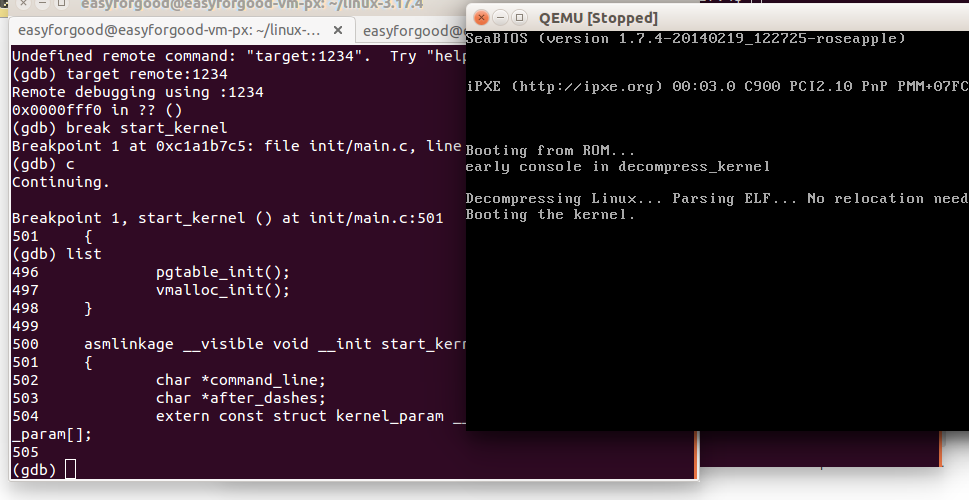 easyforgood@easyforgood-vm-px: ~/linux-3.17.4
easyforgood@easyforgood-vm-px: ~/linux-... × easyforgood@
Undefined remote command: "target:1234". Try "help
(gdb) target remote:1234
Remote debugging using :1234
0x0000fff0 in ?? ()
(gdb) break start_kernel
Breakpoint 1 at 0xc1a1b7c5: file init/main.c, line
(gdb) c
Continuing.
Breakpoint 1, start_kernel () at init/main.c:501
501 {
(gdb) list
496 pgtable_init();
497 vmalloc_init();
498 }
499
500 asmlinkage __visible void __init start_kern
501 {
502 char *command_line;
503 char *after_dashes;
504 extern const struct kernel_param __
_param[];
505
(gdb)
QEMU [Stopped]
SeaBIOS (version 1.7.4-20140219_122725-roseapple)
iPXE (http://ipxe.org) 00:03.0 C900 PCI2.10 PnP PMM+07FC
Booting from ROM...
early console in decompress_kernel
Decompressing Linux... Parsing ELF... No relocation need
Booting the kernel.